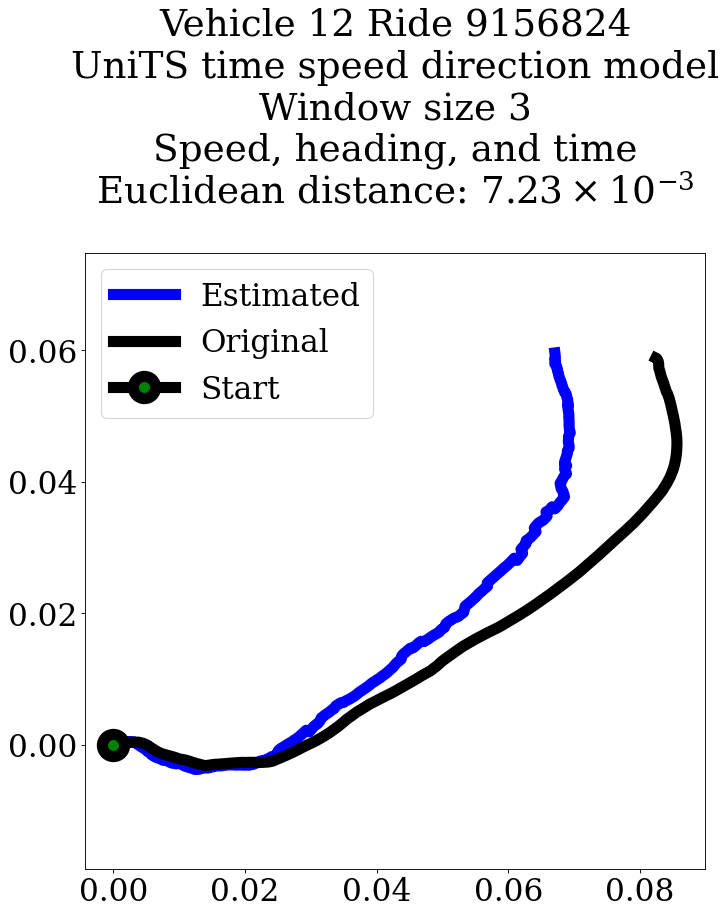 Vehicle 12 Ride 9156824
UniTS time speed direction model
Window size 3
Speed, heading, and time
Euclidean distance: 7.23 × 10⁻³
Estimated
Original
Start
0.06
0.04
0.02
0.00
0.00 0.02 0.04 0.06 0.08